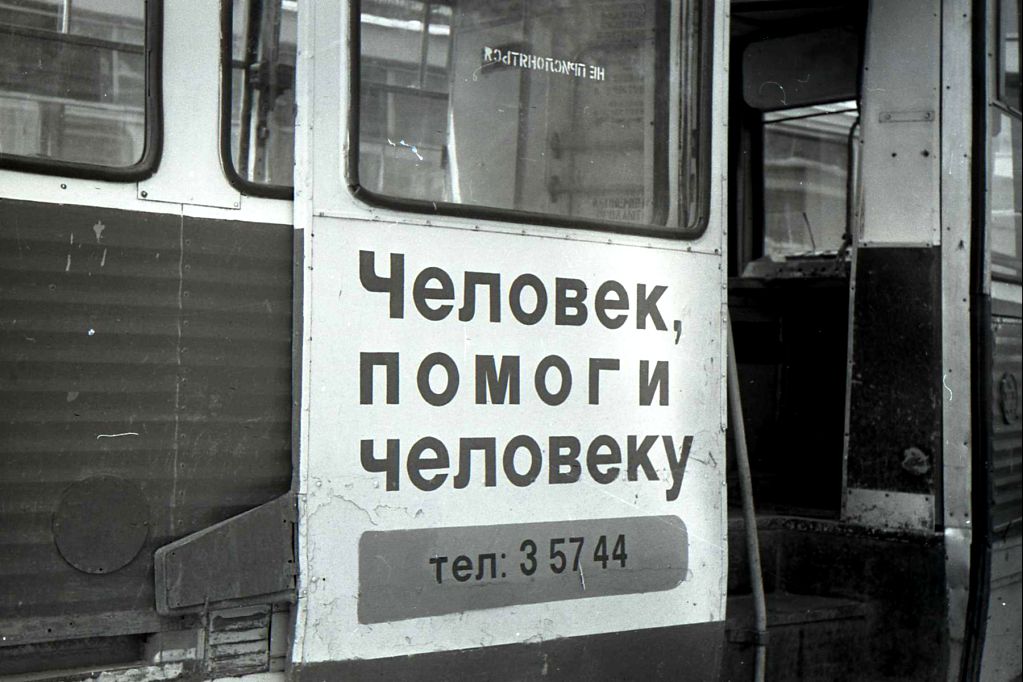 НЕ ПРИСЛОНЯТЬСЯ
Человек,
помоги
человеку
тел: 3 57 44